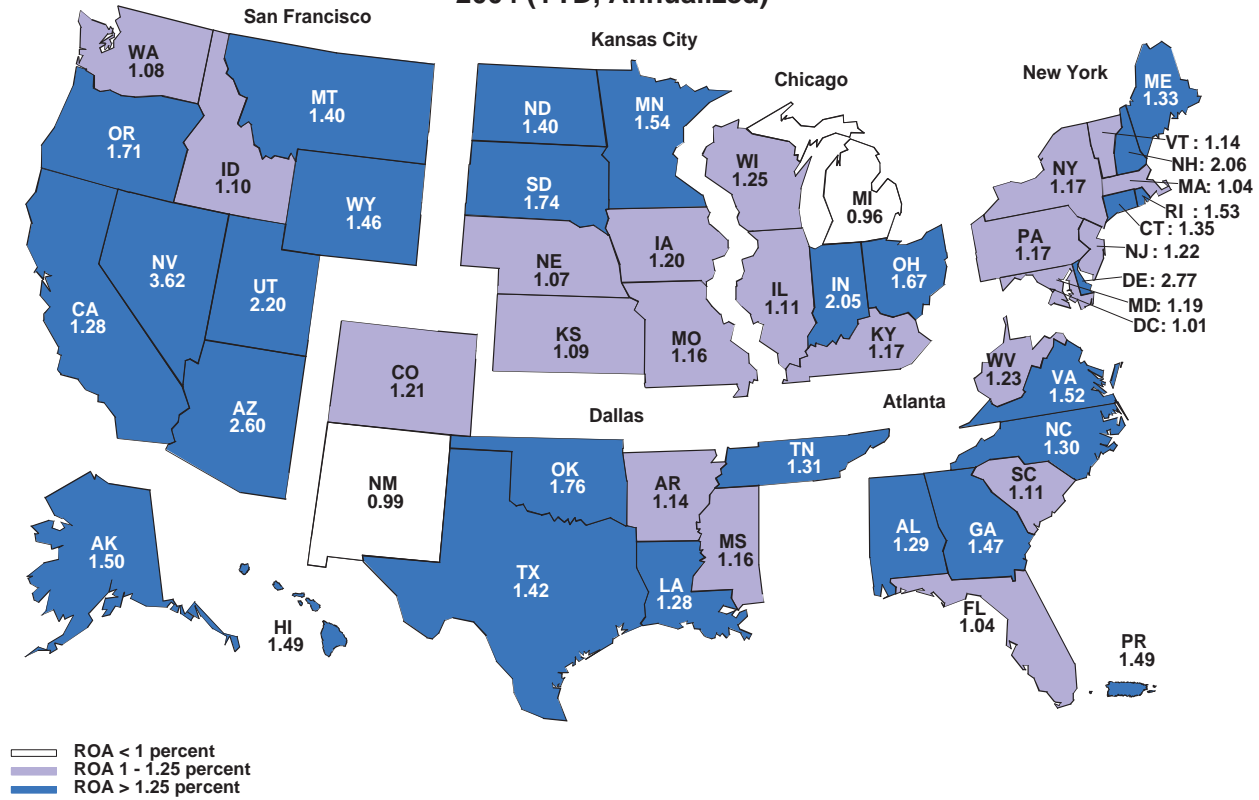 2004 (YTD, Annualized)
San Francisco
Kansas City
Chicago
New York
WA
1.08
MT
1.40
OR
1.71
ID
1.10
WY
1.46
NV
3.62
UT
2.20
CA
1.28
AZ
2.60
CO
1.21
NM
0.99
AK
1.50
HI
1.49
ND
1.40
MN
1.54
SD
1.74
NE
1.07
IA
1.20
KS
1.09
MO
1.16
WI
1.25
MI
0.96
IL
1.11
IN
2.05
OH
1.67
KY
1.17
ME
1.33
NY
1.17
PA
1.17
VT : 1.14
NH: 2.06
MA: 1.04
RI : 1.53
CT : 1.35
NJ : 1.22
DE: 2.77
MD: 1.19
DC: 1.01
Dallas
Atlanta
OK
1.76
AR
1.14
TN
1.31
MS
1.16
TX
1.42
LA
1.28
WV
1.23
VA
1.52
NC
1.30
SC
1.11
AL
1.29
GA
1.47
FL
1.04
PR
1.49
ROA < 1 percent
ROA 1 - 1.25 percent
ROA > 1.25 percent